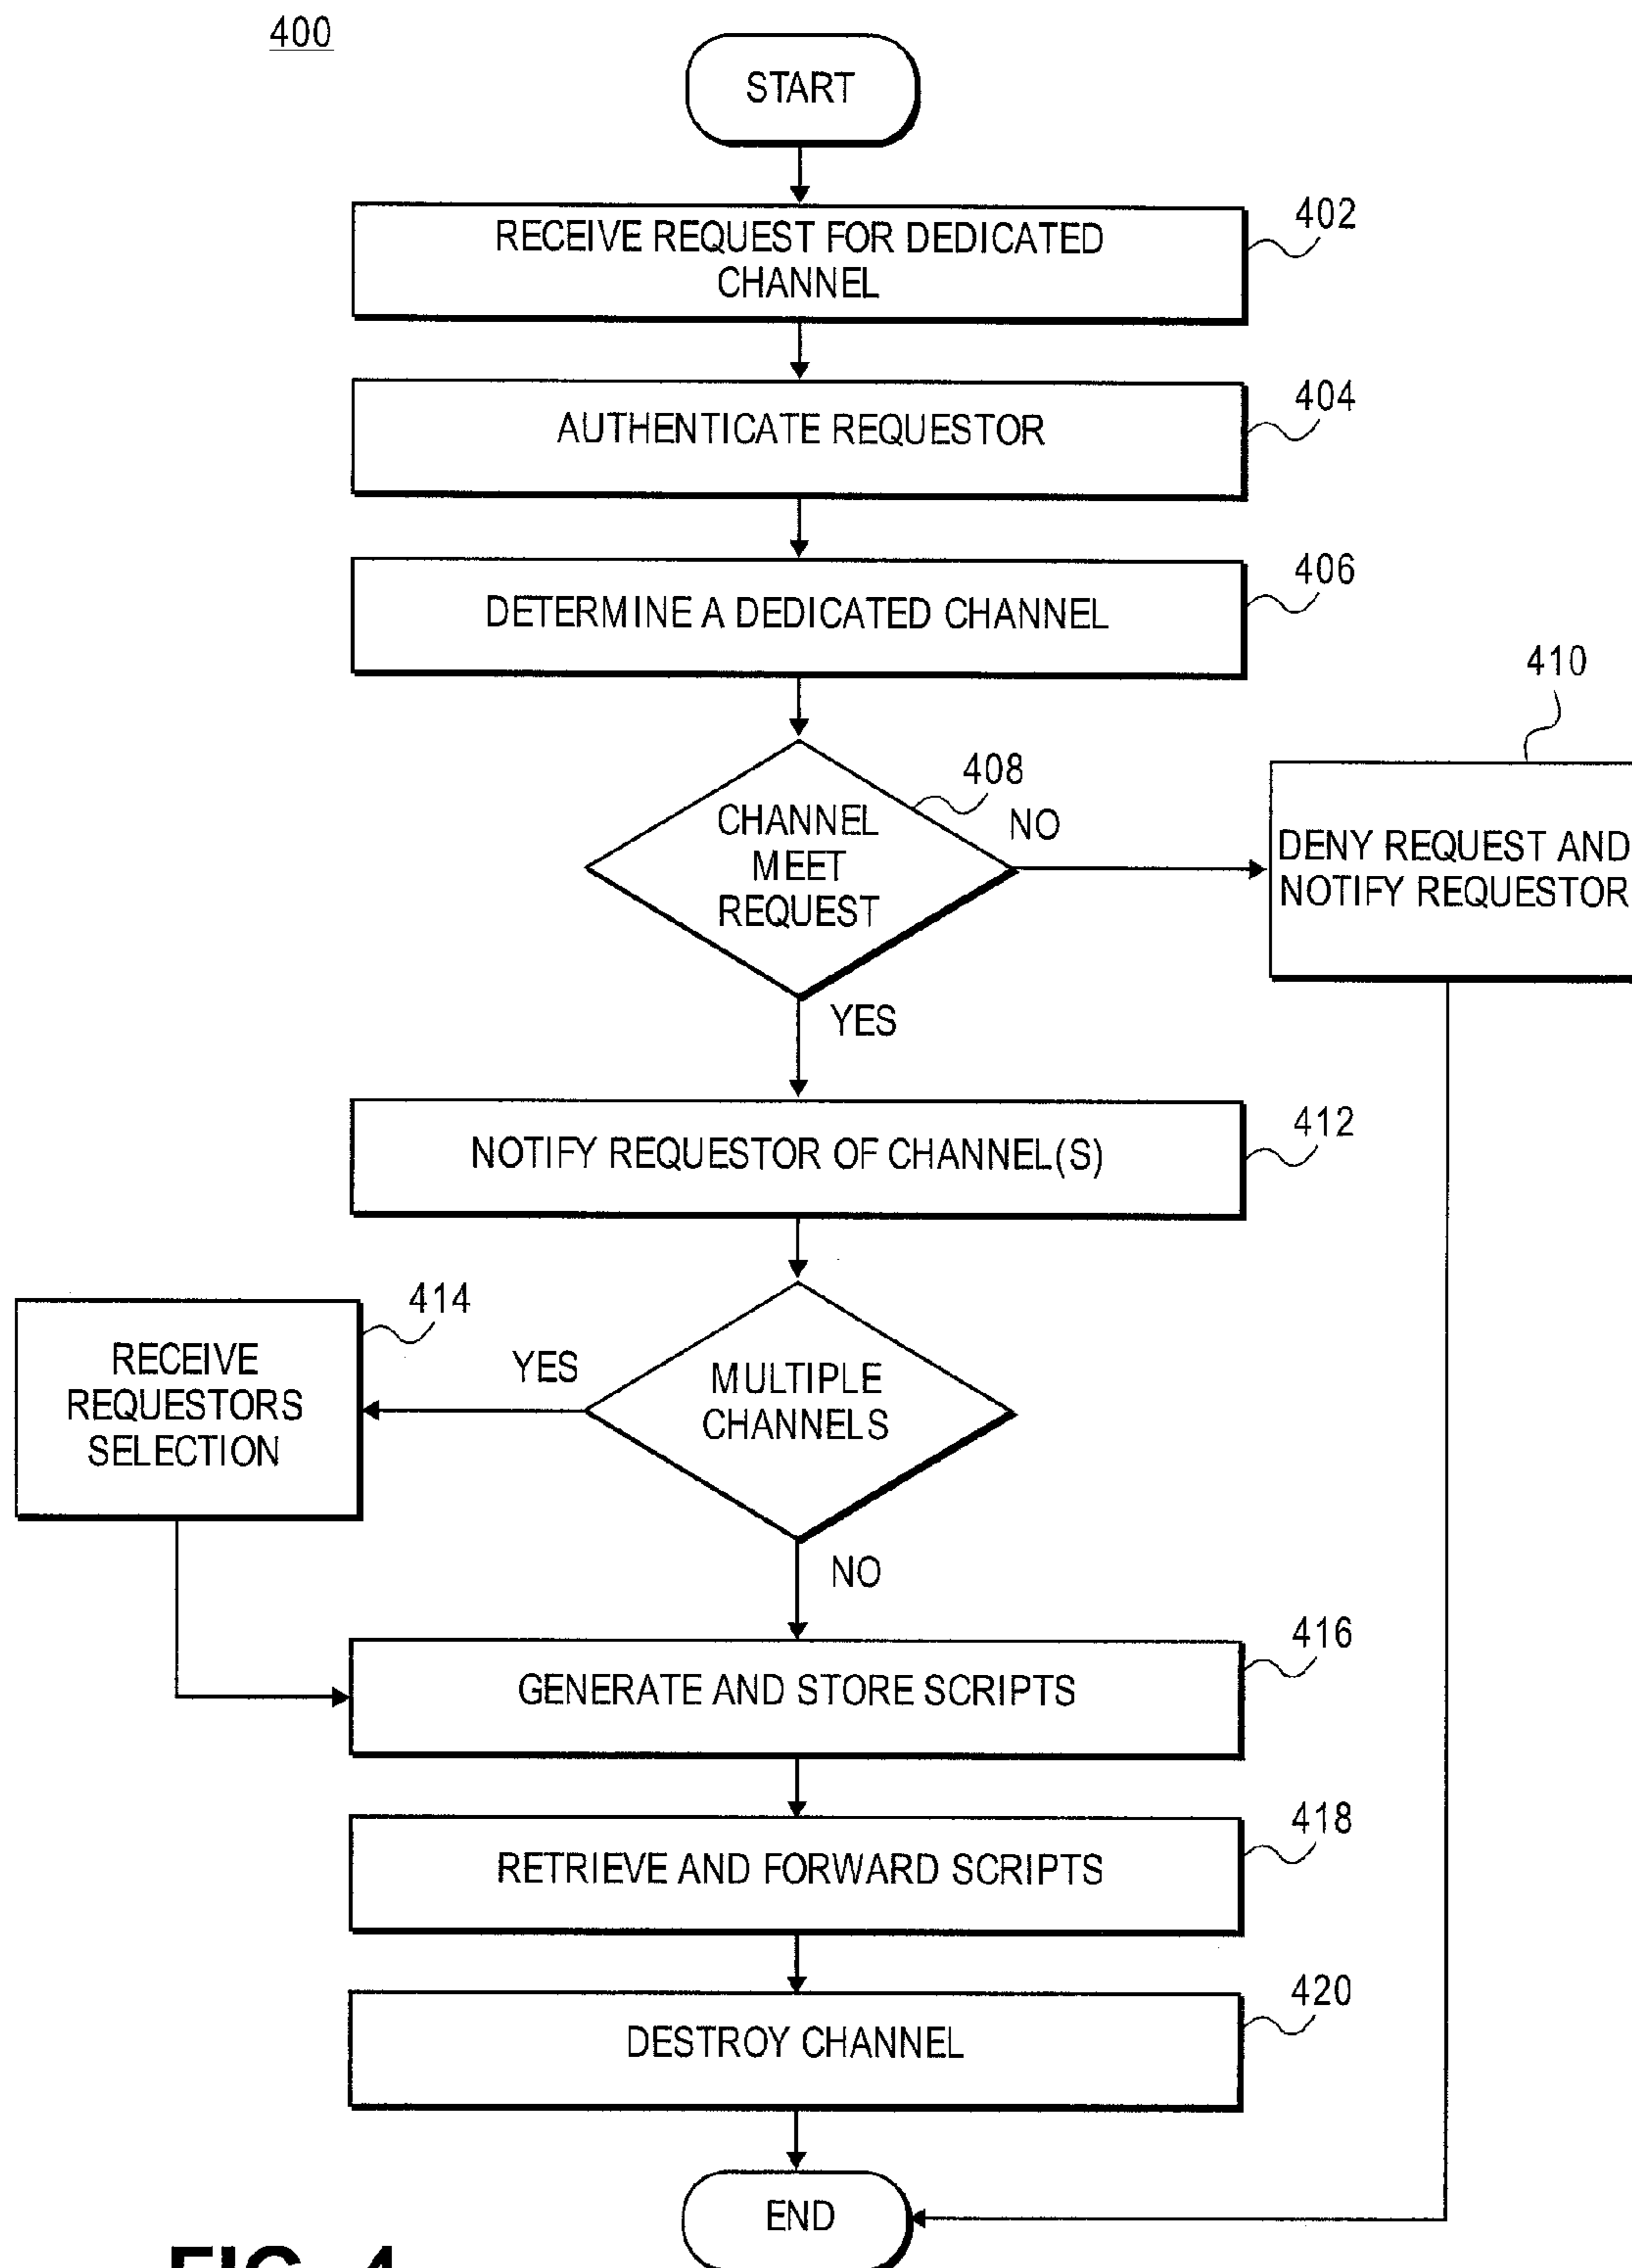 400
START
RECEIVE REQUEST FOR DEDICATED
CHANNEL
402
AUTHENTICATE REQUESTOR
404
DETERMINE A DEDICATED CHANNEL
406
410
408
CHANNEL
MEET
REQUEST
NO
DENY REQUEST AND
NOTIFY REQUESTOR
YES
NOTIFY REQUESTOR OF CHANNEL(S)
412
414
RECEIVE
REQUESTORS
SELECTION
YES
MULTIPLE
CHANNELS
NO
GENERATE AND STORE SCRIPTS
416
RETRIEVE AND FORWARD SCRIPTS
418
DESTROY CHANNEL
420
END
FIG. 4